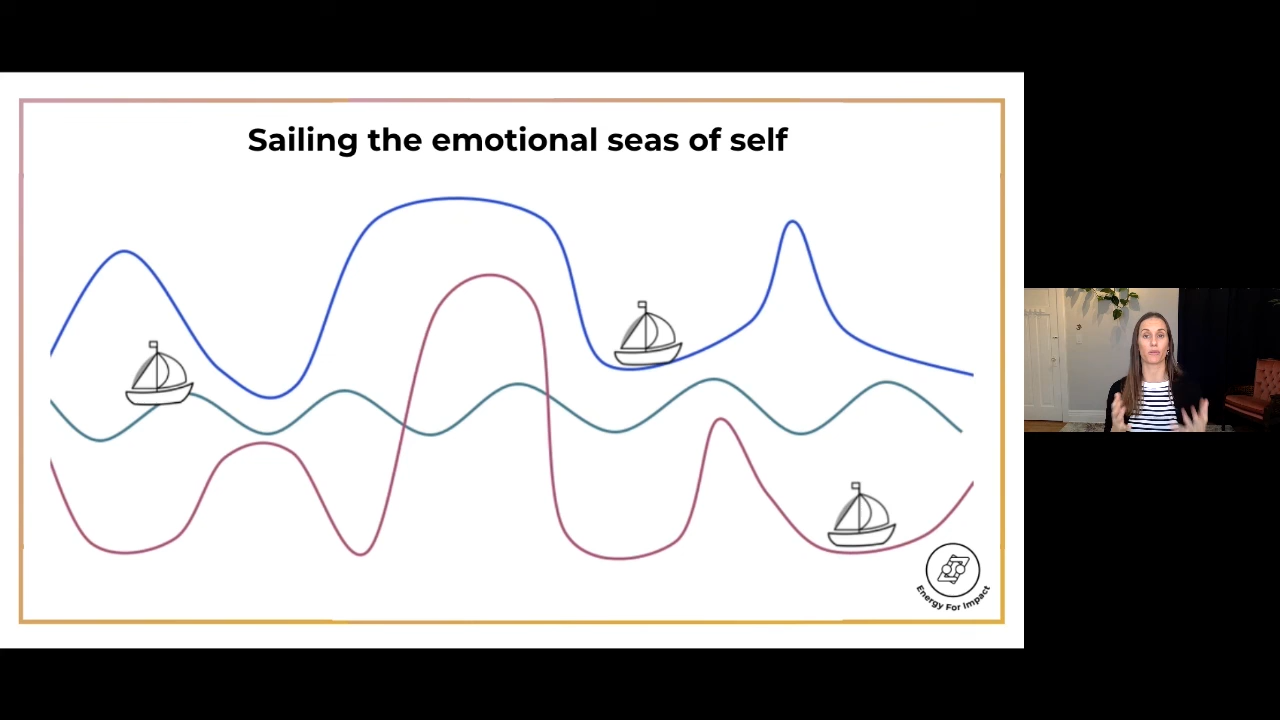 Sailing the emotional seas of self
Energy For Impact